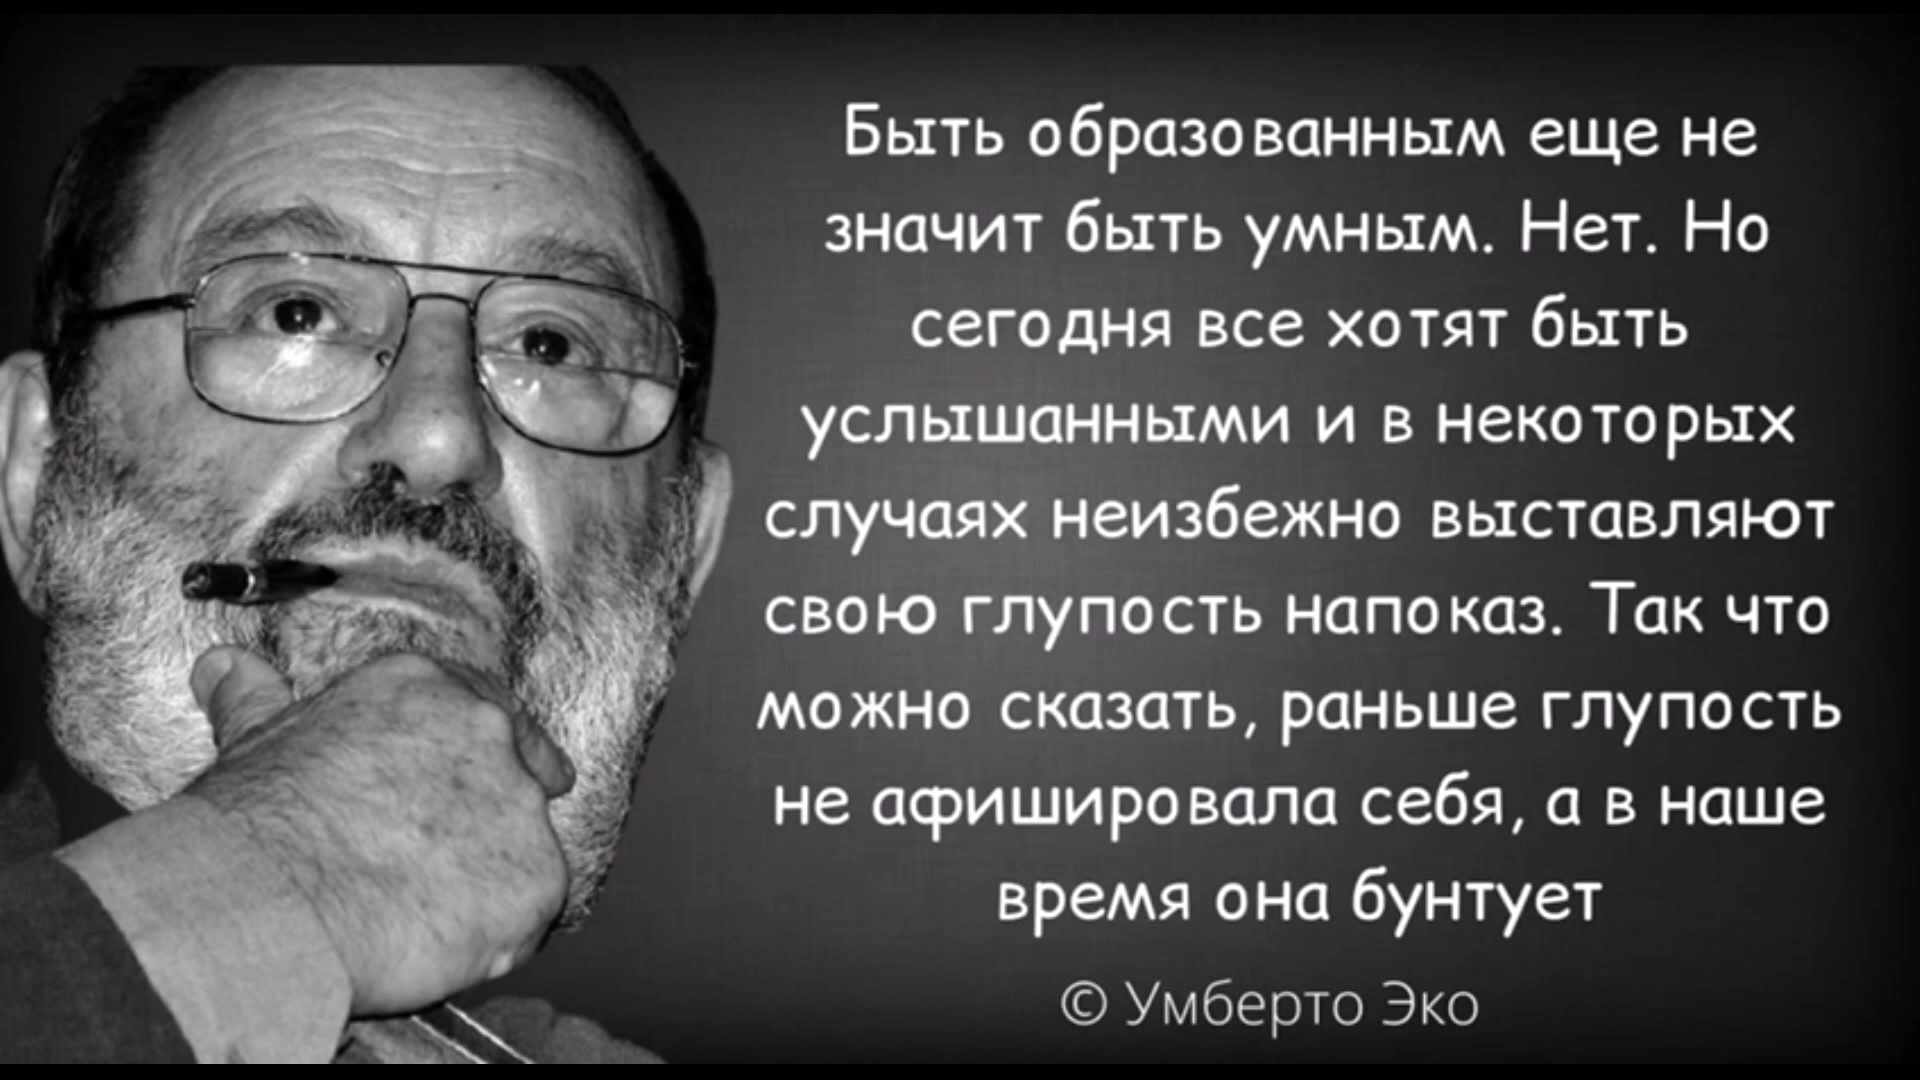 Быть образованным еще не
значит быть умным. Нет. Но
сегодня все хотят быть
услышанными и в некоторых
случаях неизбежно выставляют
свою глупость напоказ. Так что
можно сказать, раньше глупость
не афишировала себя, а в наше
время она бунтует
© Умберто Эко